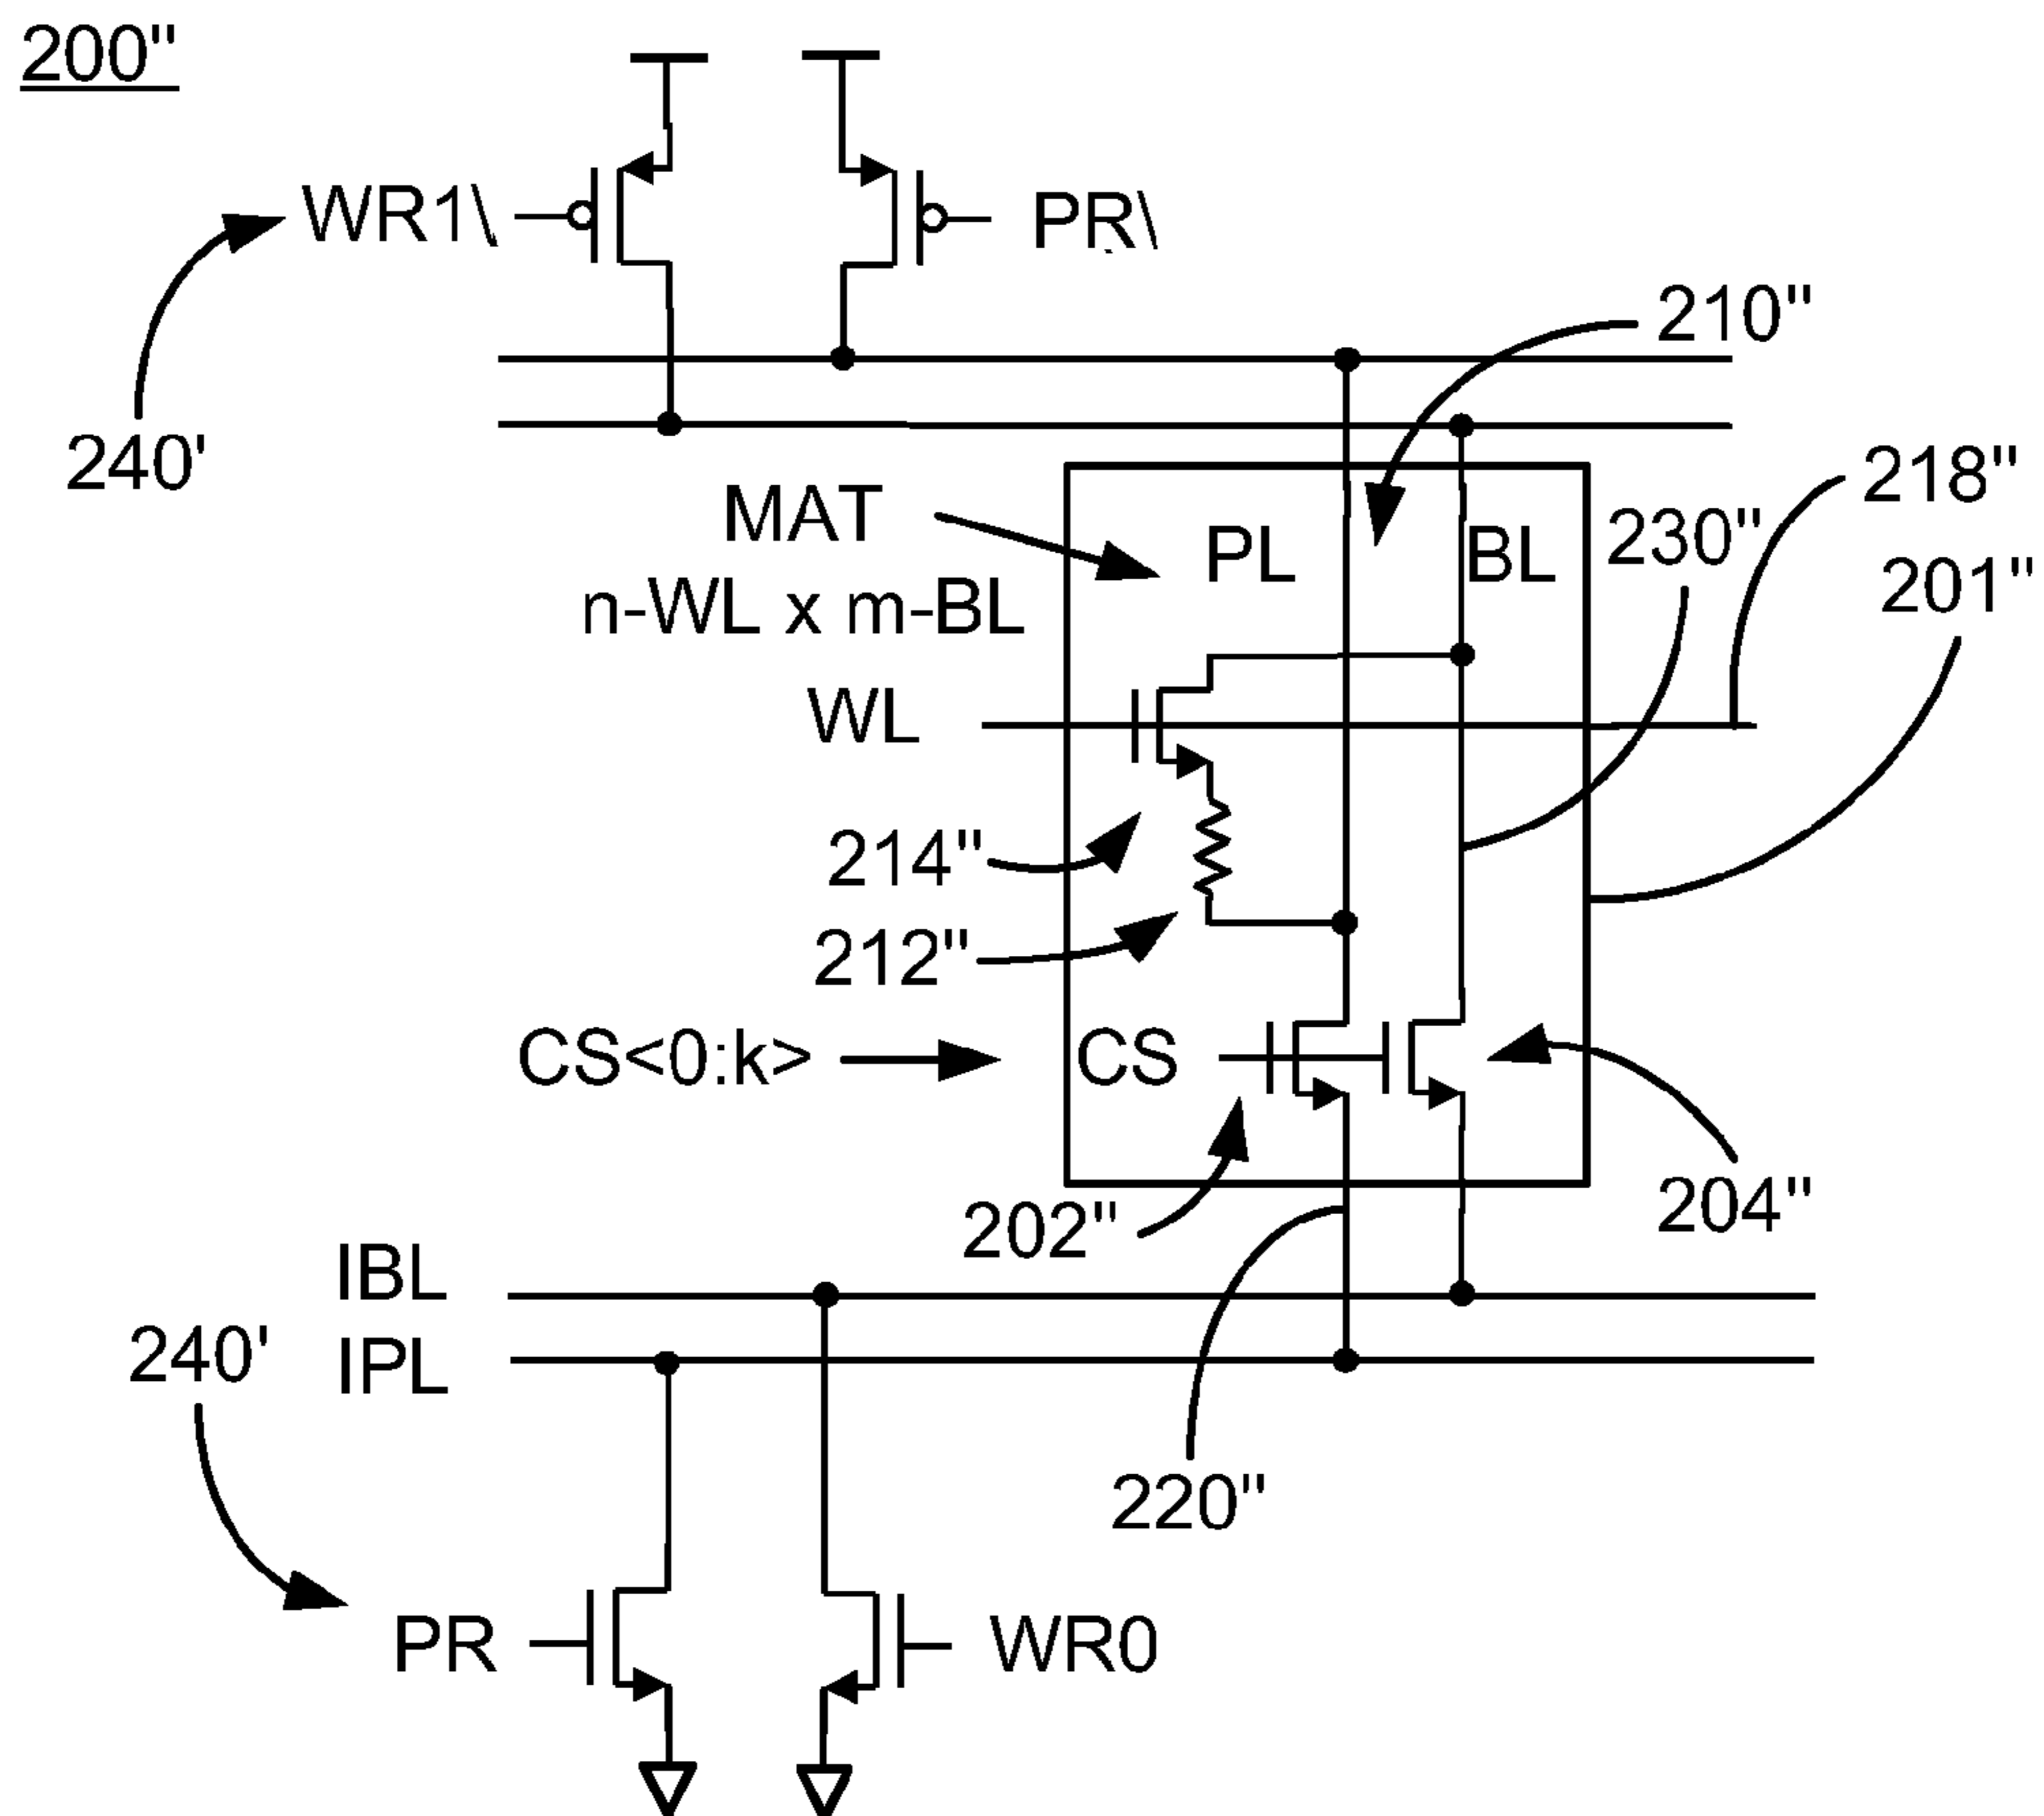 200"
WR1\
PR\
210"
240'
218"
MAT
230"
PL
BL
201"
n-WL x m-BL
WL
214"
212"
CS<0:k>
CS
202"
204"
IBL
240'
IPL
220"
PR
WR0